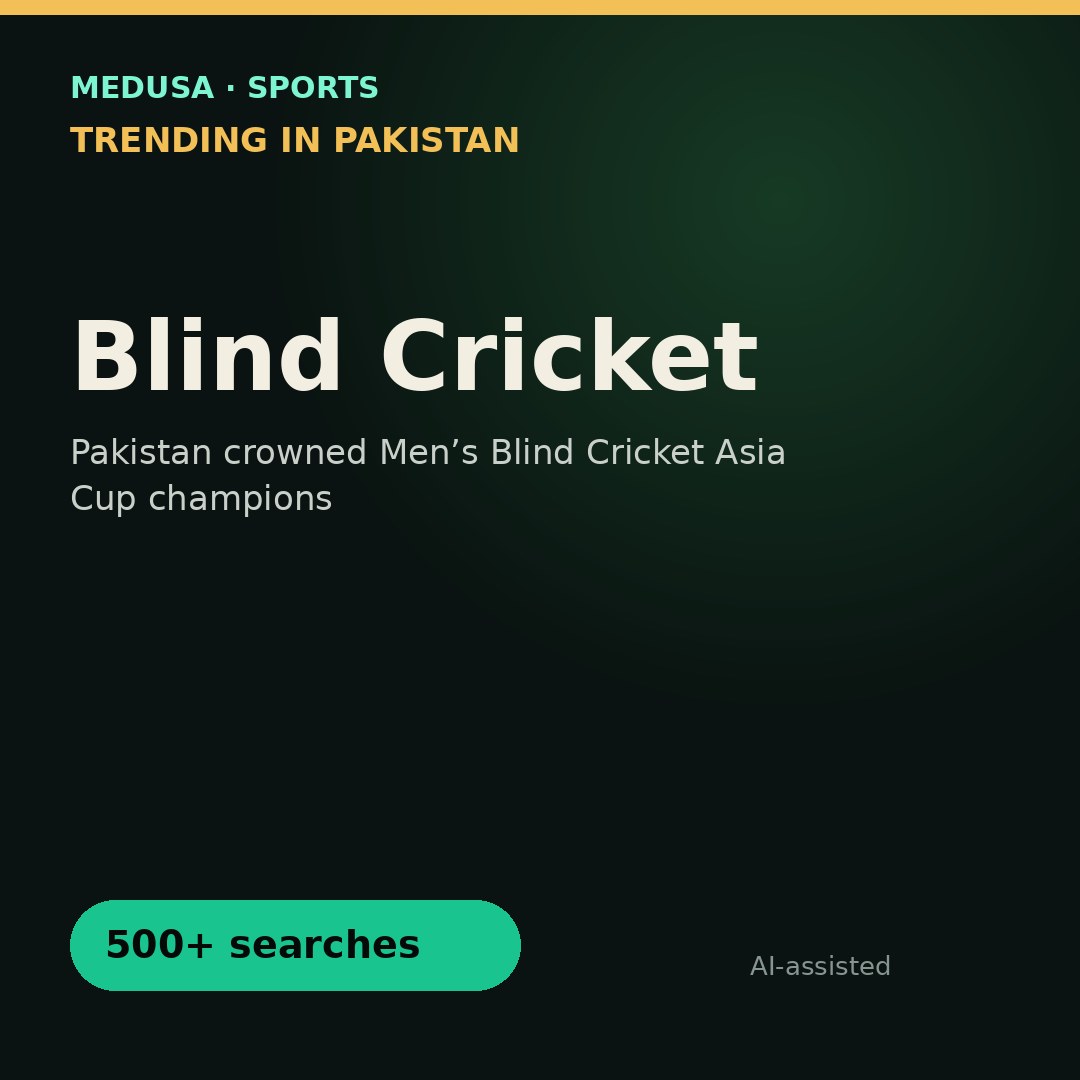 MEDUSA · SPORTS
TRENDING IN PAKISTAN
Blind Cricket
Pakistan crowned Men’s Blind Cricket Asia
Cup champions
500+ searches
AI-assisted